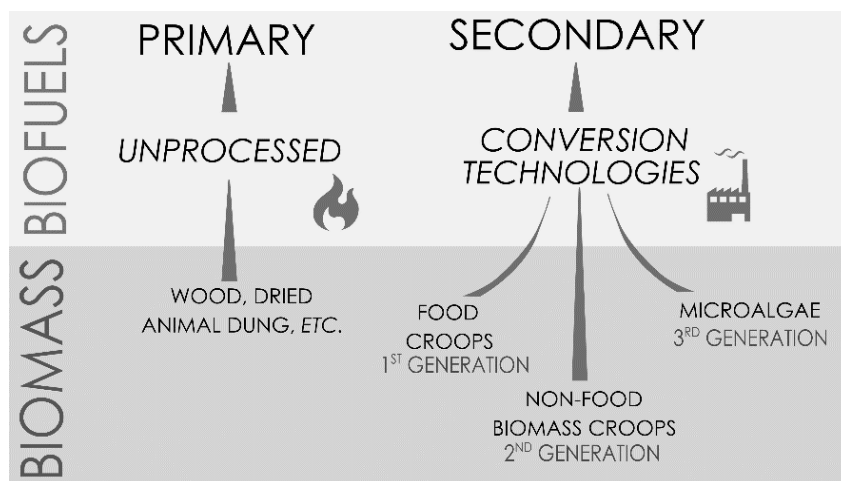 BIOFUELS
BIOMASS
PRIMARY
UNPROCESSED
WOOD, DRIED
ANIMAL DUNG, ETC.
SECONDARY
CONVERSION
TECHNOLOGIES
FOOD
CROOPS
1ST GENERATION
NON-FOOD
BIOMASS CROOPS
2ND GENERATION
MICROALGAE
3RD GENERATION